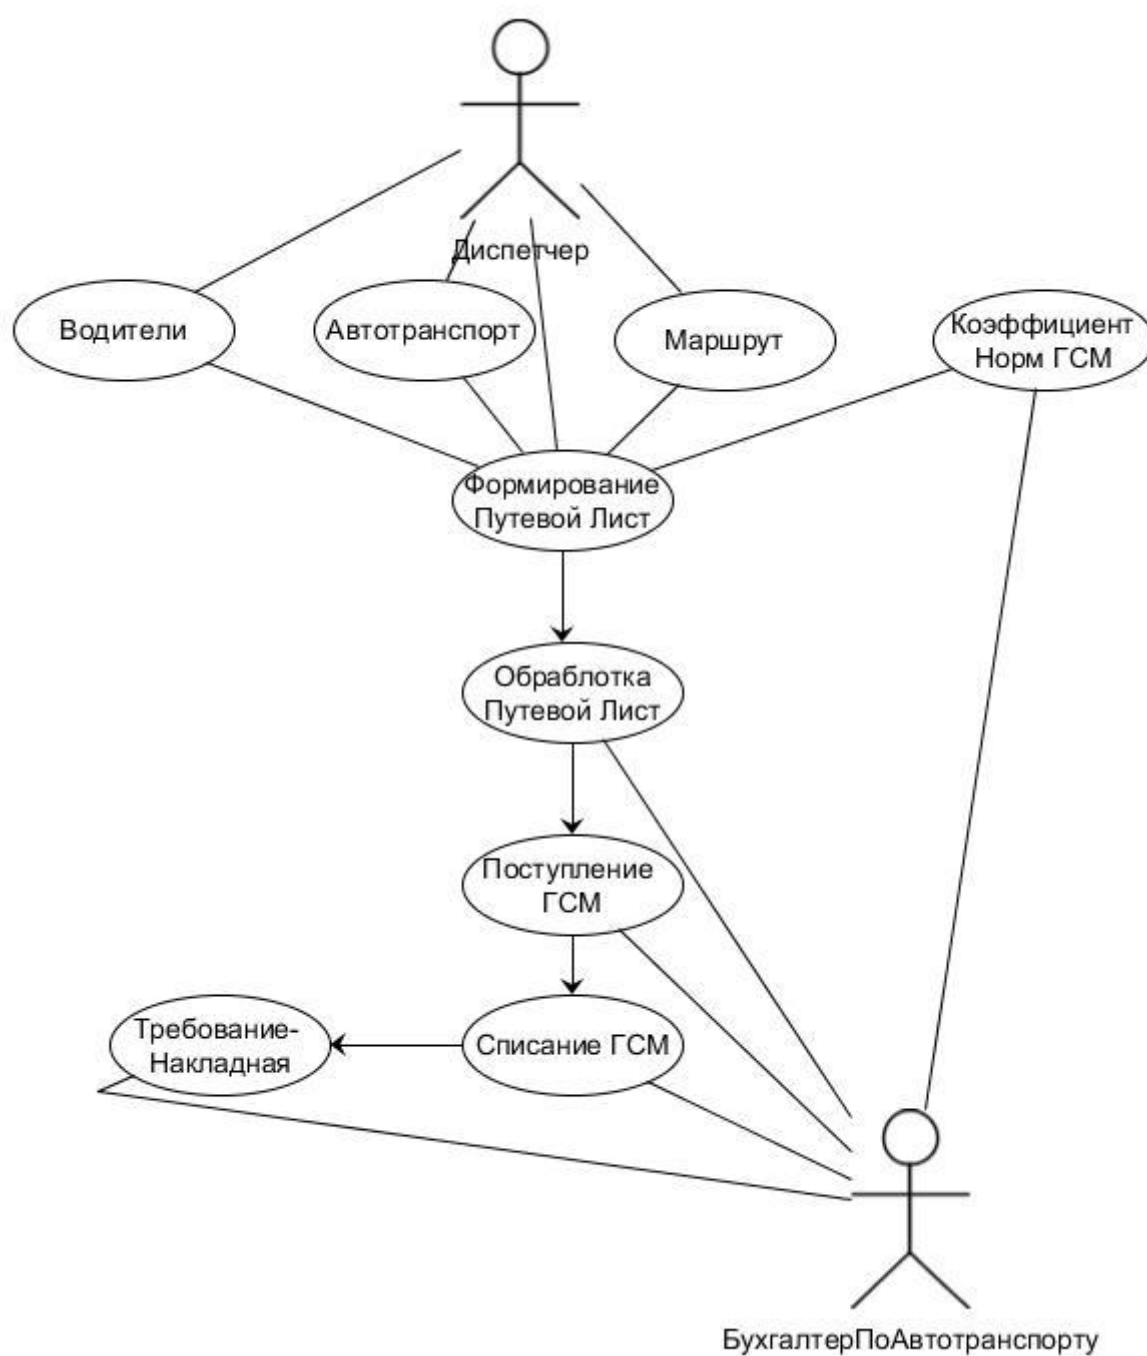 Диспетчер
Водители
Автотранспорт
Маршрут
Коэффициент
Норм ГСМ
Формирование
Путевой Лист
Обраблотка
Путевой Лист
Поступление
ГСМ
Требование-
Накладная
Списание ГСМ
БухгалтерПоАвтотранспорту